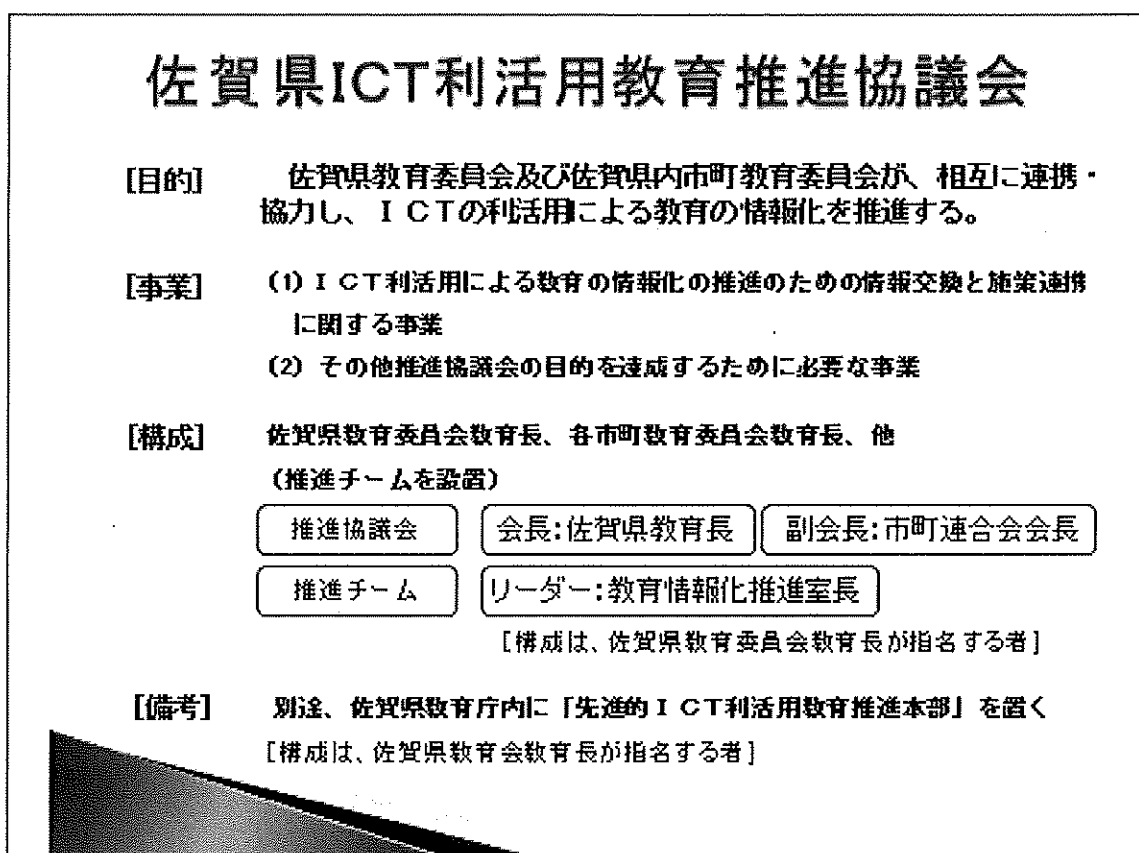 佐賀県ICT利活用教育推進協議会
[目的] 佐賀県教育委員会及び佐賀県内市町教育委員会が、相互に連携・
協力し、ICTの利活用による教育の情報化を推進する。
[事業] (1) ICT利活用による教育の情報化の推進のための情報交換と施策連携
に関する事業
(2) その他推進協議会の目的を達成するために必要な事業
[構成] 佐賀県教育委員会教育長、各市町教育委員会教育長、他
(推進チームを設置)
推進協議会 会長:佐賀県教育長 副会長:市町連合会会長
推進チーム リーダー:教育情報化推進室長
[構成は、佐賀県教育委員会教育長が指名する者]
[備考] 別途、佐賀県教育庁内に「先進的ICT利活用教育推進本部」を置く
[構成は、佐賀県教育会教育長が指名する者]